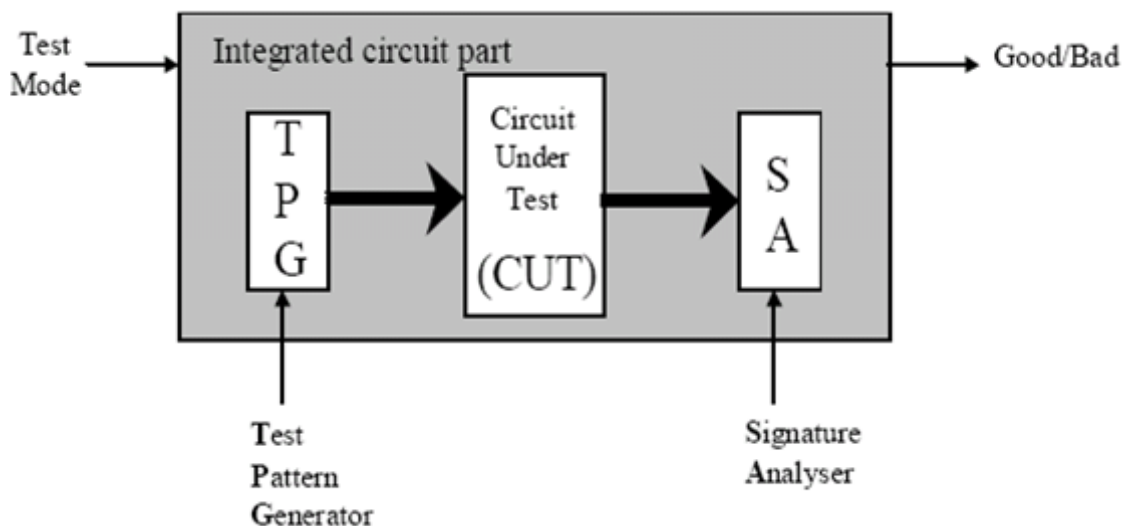 Test
Mode
Integrated circuit part
Good/Bad
T
P
G
Circuit
Under
Test
(CUT)
S
A
Test
Pattern
Generator
Signature
Analyser